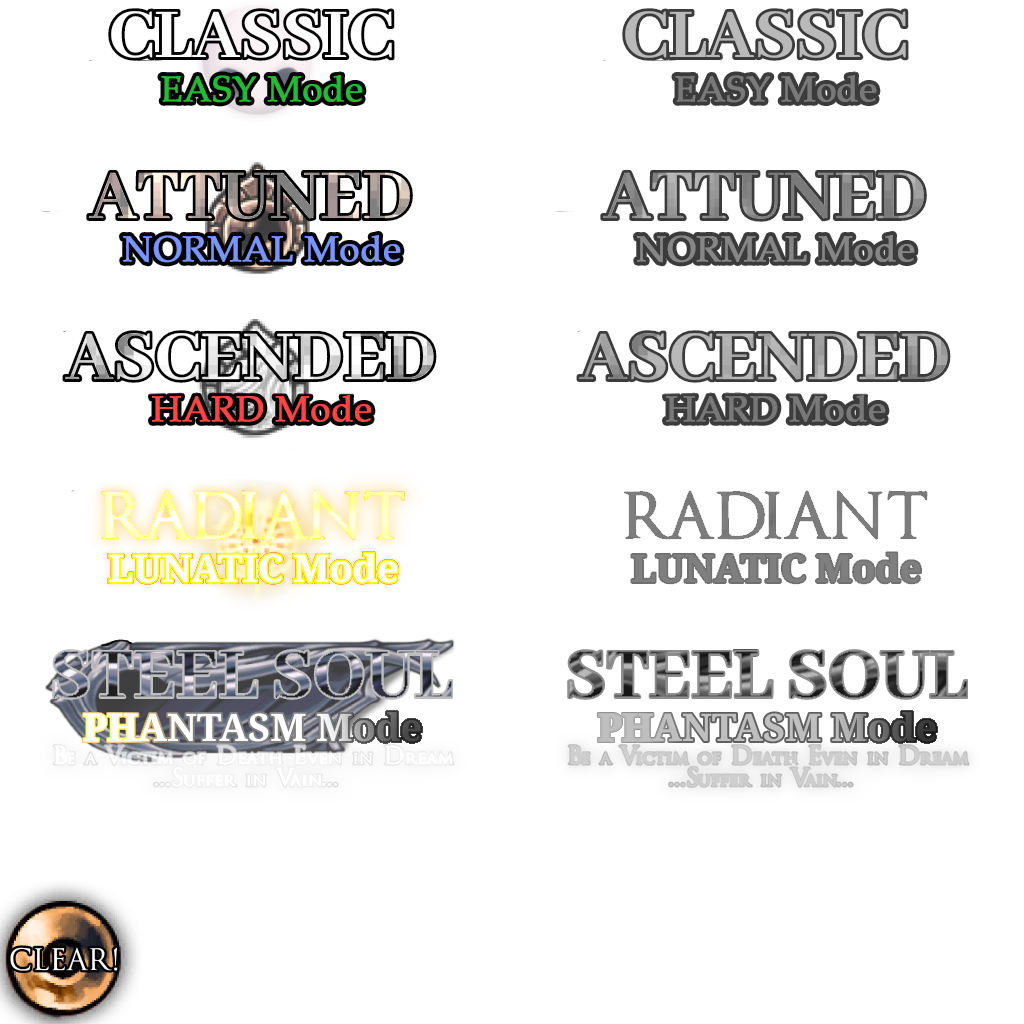 CLASSIC
EASY Mode
CLASSIC
EASY Mode
ATTUNED
NORMAL Mode
ATTUNED
NORMAL Mode
ASCENDED
HARD Mode
ASCENDED
HARD Mode
RADIANT
LUNATIC Mode
RADIANT
LUNATIC Mode
STEEL SOUL
PHANTASM Mode
Be a Victim of Death Even in Dream
...Suffer in Vain...
STEEL SOUL
PHANTASM Mode
Be a Victim of Death Even in Dream
...Suffer in Vain...
CLEAR!